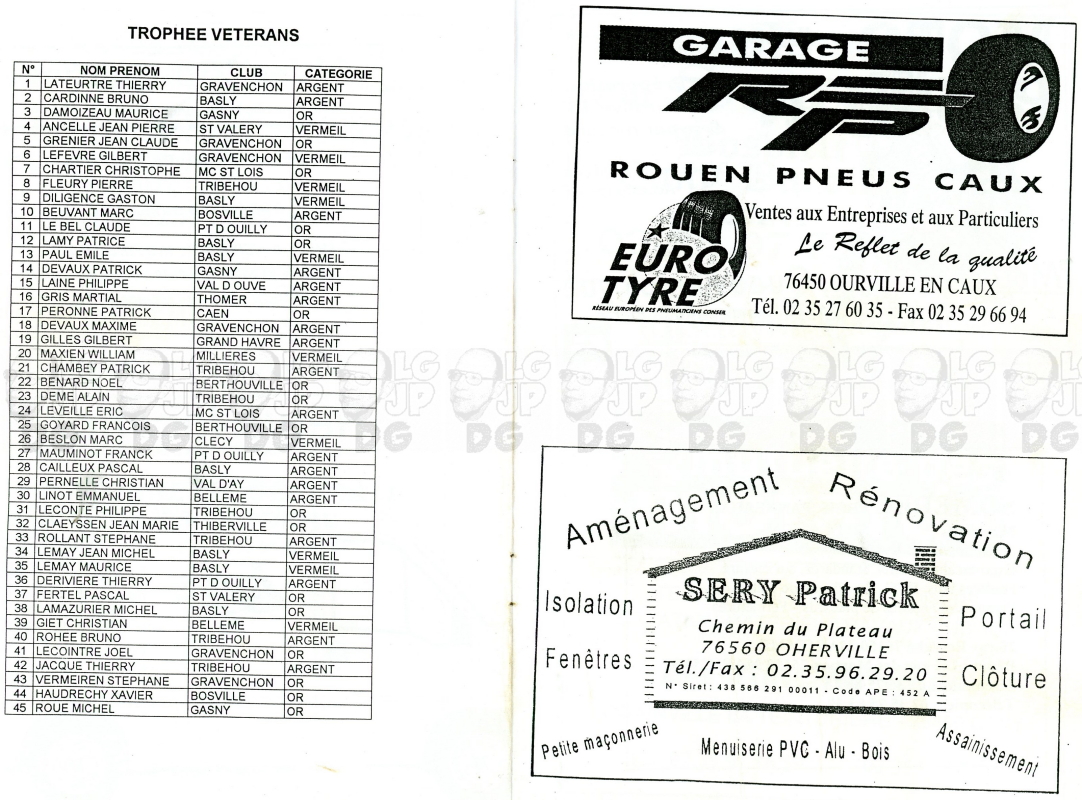 TROPHEE VETERANS
N° NOM PRENOM CLUB CATEGORIE
1 LATEURTRE THIERRY GRAVENCHON ARGENT
2 CARDINNE BRUNO BASLY ARGENT
3 DAMOIZEAU MAURICE GASNY OR
4 ANCELLE JEAN PIERRE ST VALERY VERMEIL
5 GRENIER JEAN CLAUDE GRAVENCHON OR
6 LEFEVRE GILBERT GRAVENCHON VERMEIL
7 CHARTIER CHRISTOPHE MC ST LOIS OR
8 FLEURY PIERRE TRIBEHOU VERMEIL
9 DILIGENCE GASTON BASLY VERMEIL
10 BEUVANT MARC BOSVILLE ARGENT
11 LE BEL CLAUDE PT D OUILLY OR
12 LAMY PATRICE BASLY OR
13 PAUL EMILE BASLY VERMEIL
14 DEVAUX PATRICK GASNY ARGENT
15 LAINE PHILIPPE VAL D OUVE ARGENT
16 GRIS MARTIAL THOMER ARGENT
17 PERONNE PATRICK CAEN OR
18 DEVAUX MAXIME GRAVENCHON ARGENT
19 GILLES GILBERT GRAND HAVRE ARGENT
20 MAXIEN WILLIAM MILLIERES VERMEIL
21 CHAMBEY PATRICK TRIBEHOU ARGENT
22 BENARD NOEL BERTHOUVILLE OR
23 DEME ALAIN TRIBEHOU OR
24 LEVEILLE ERIC MC ST LOIS ARGENT
25 GOYARD FRANCOIS BERTHOUVILLE OR
26 BESLON MARC CLECY VERMEIL
27 MAUMINOT FRANCK PT D OUILLY ARGENT
28 CAILLEUX PASCAL BASLY ARGENT
29 PERNELLE CHRISTIAN VAL D'AY ARGENT
30 LINOT EMMANUEL BELLEME ARGENT
31 LECONTE PHILIPPE TRIBEHOU OR
32 CLAEYSSEN JEAN MARIE THIBERVILLE OR
33 ROLLANT STEPHANE TRIBEHOU ARGENT
34 LEMAY JEAN MICHEL BASLY VERMEIL
35 LEMAY MAURICE BASLY VERMEIL
36 DERIVIERE THIERRY PT D OUILLY ARGENT
37 FERTEL PASCAL ST VALERY OR
38 LAMAZURIER MICHEL BASLY OR
39 GIET CHRISTIAN BELLEME VERMEIL
40 ROHEE BRUNO TRIBEHOU ARGENT
41 LECOINTRE JOEL GRAVENCHON OR
42 JACQUE THIERRY TRIBEHOU ARGENT
43 VERMEIREN STEPHANE GRAVENCHON OR
44 HAUDRECHY XAVIER BOSVILLE OR
45 ROUE MICHEL GASNY OR
GARAGE
RP
ROUEN PNEUS CAUX
EURO
TYRE
RÉSEAU EUROPÉEN DES PNEUMATICIENS CONSEIL
Ventes aux Entreprises et aux Particuliers
Le Reflet de la qualité
76450 OURVILLE EN CAUX
Tél. 02 35 27 60 35 - Fax 02 35 29 66 94
LG JP DG
Aménagement Rénovation
Isolation
Fenêtres
SERY Patrick
Chemin du Plateau
76560 OHERVILLE
Tél./Fax : 02.35.96.29.20
N° Siret : 438 566 291 00011 - Code APE : 452 A
Portail
Clôture
Petite maçonnerie
Menuiserie PVC - Alu - Bois
Assainissement